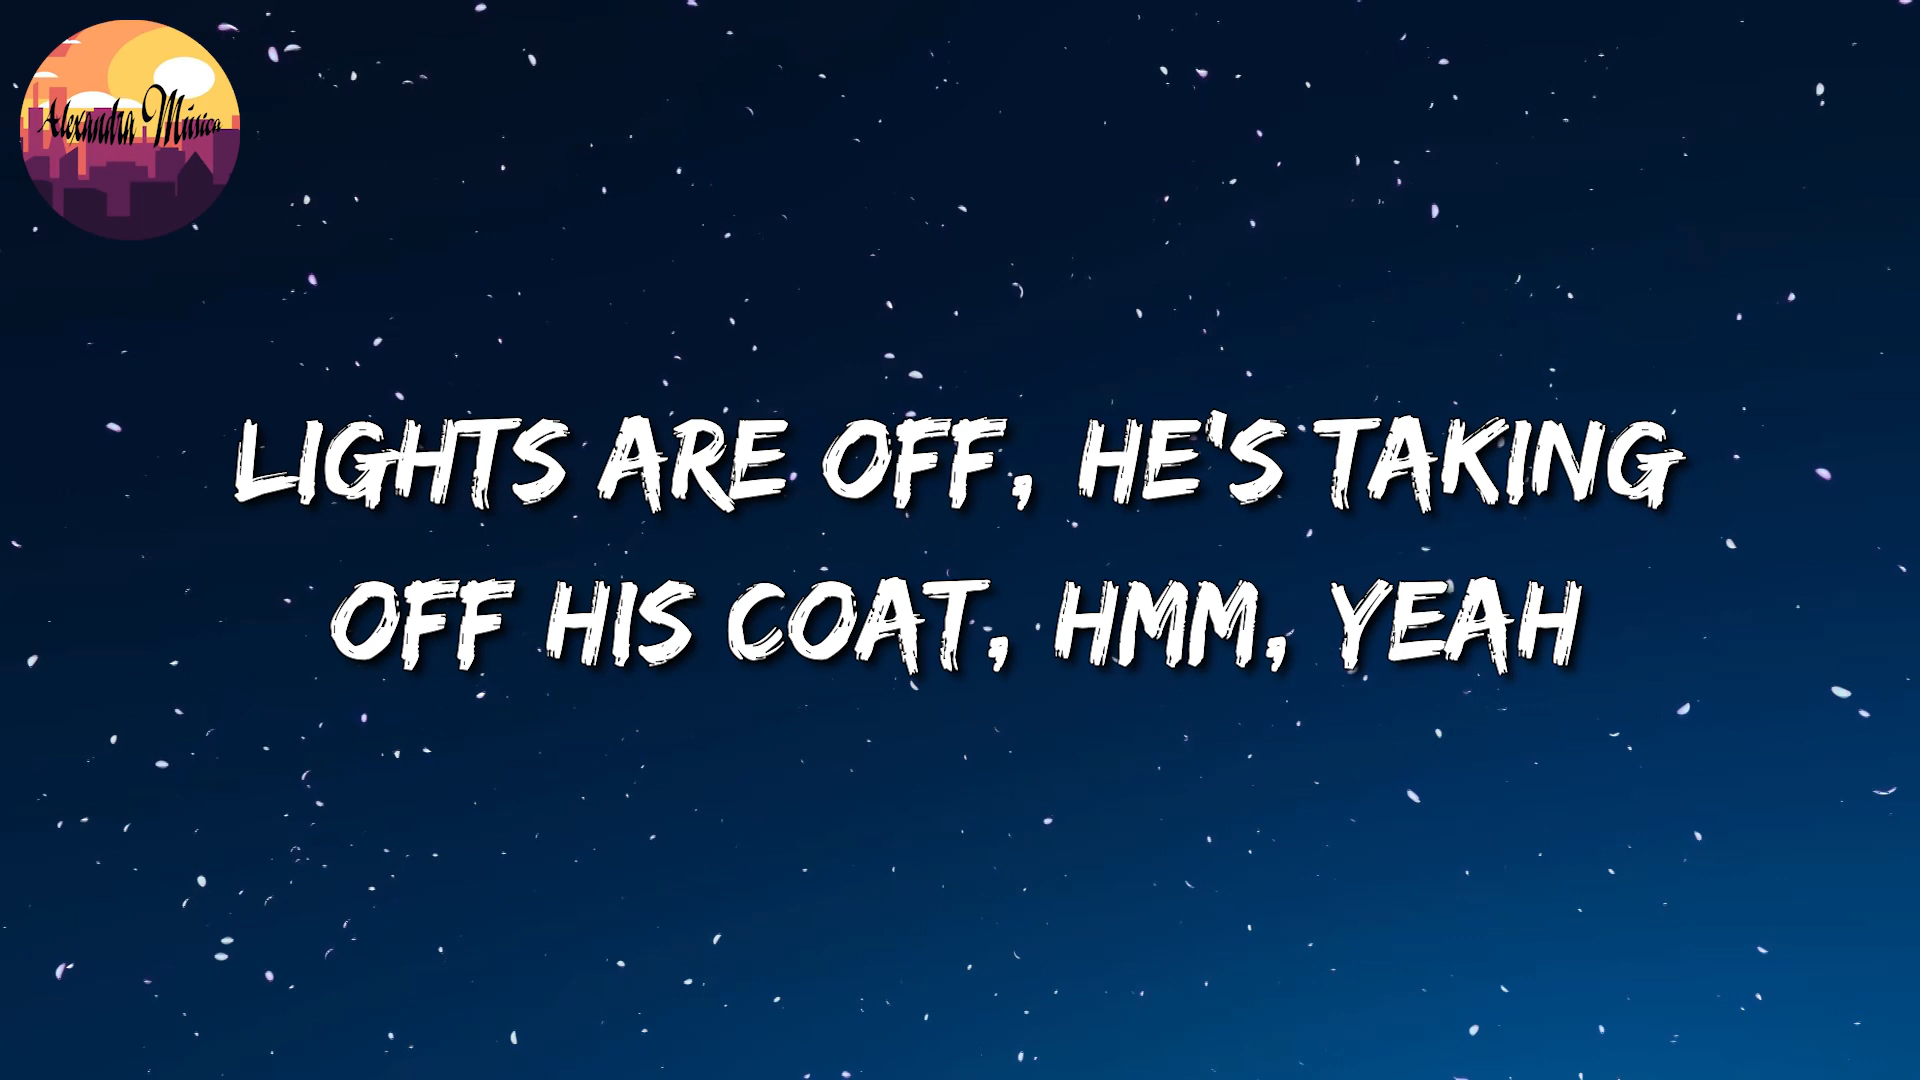 Alexandra Música
LIGHTS ARE OFF, HE'S TAKING
OFF HIS COAT, HMM, YEAH